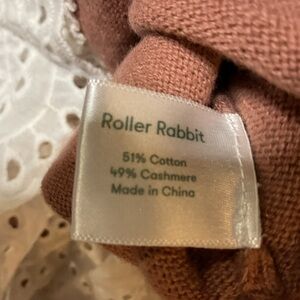 Roller Rabbit
51% Cotton
49% Cashmere
Made in China